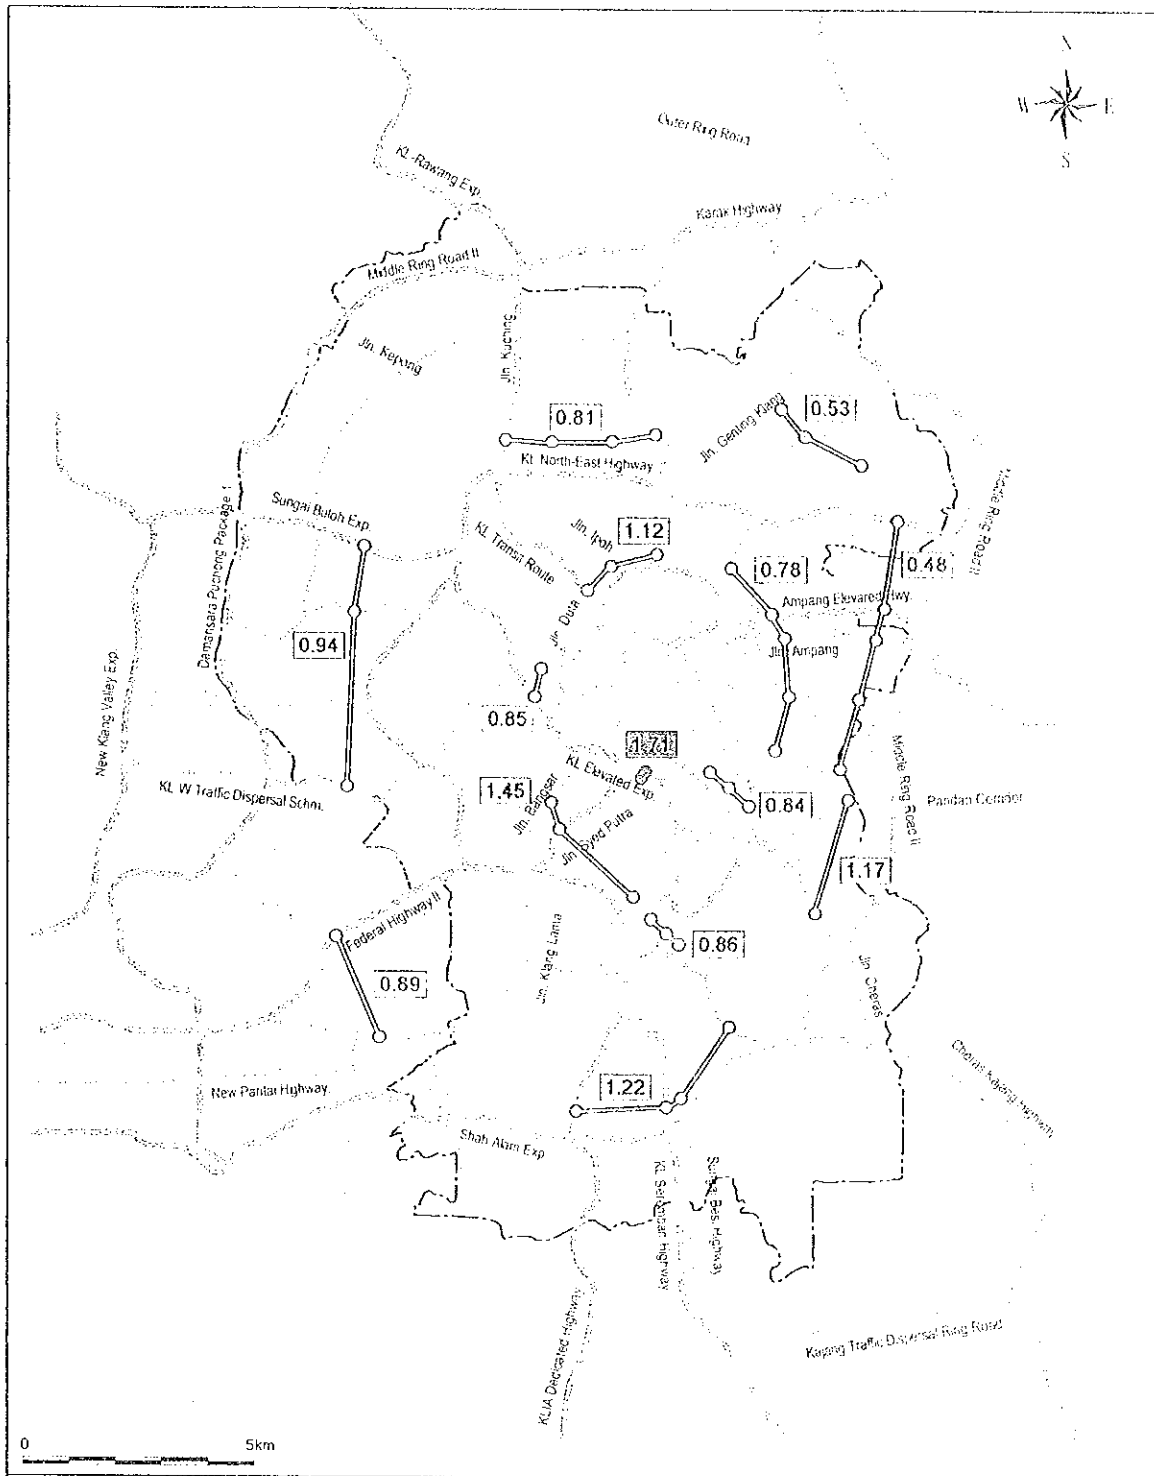 N
W E
S
Outer Ring Road
KL-Rawang Exp.
Karak Highway
Middle Ring Road II
Jln. Kuching
Jln. Kepong
0.81
Jln. Genting Klang
0.53
KL North-East Highway
Middle Ring Road II
Sungai Buloh Exp.
Damansara Puchong Package 1
Jln. Ipoh
1.12
KL Transit Route
0.78
0.48
Ampang Elevared Hwy.
Jln. Duta
Jln. Ampang
0.94
New Klang Valley Exp.
0.85
1.71
KL Elevated Exp.
KL W Traffic Dispersal Schm.
1.45
Jln. Bangsar
Jln. Syed Putra
0.84
Middle Ring Road II
Pandan Corridor
1.17
Federal Highway II
Jln. Klang Lama
0.86
Jln. Cheras
0.89
Cheras Kajang Highway
New Pantai Highway
1.22
Shah Alam Exp
KL Seremban Highway
Sungai Besi Highway
KLIA Dedicated Highway
Kajang Traffic Dispersal Ring Road
0 5km